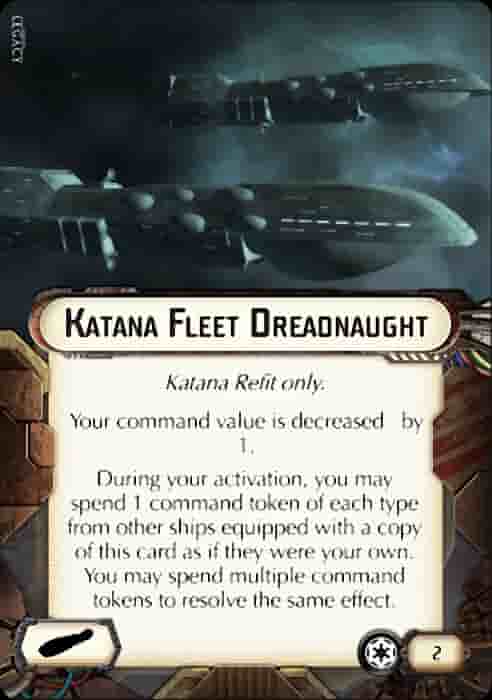 LEGACY
KATANA FLEET DREADNAUGHT
Katana Refit only.
Your command value is decreased by
1.
During your activation, you may
spend 1 command token of each type
from other ships equipped with a copy
of this card as if they were your own.
You may spend multiple command
tokens to resolve the same effect.
2